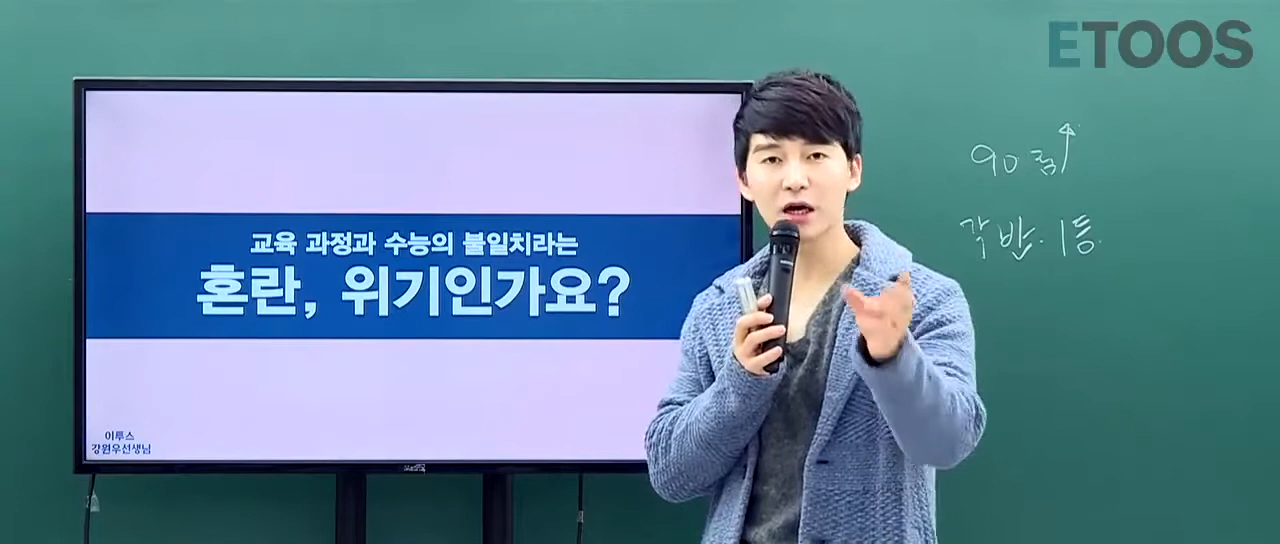 ETOOS
교육 과정과 수능의 불일치라는
혼란, 위기인가요?
90점↑
각 반. 1등.
이투스
강원우선생님